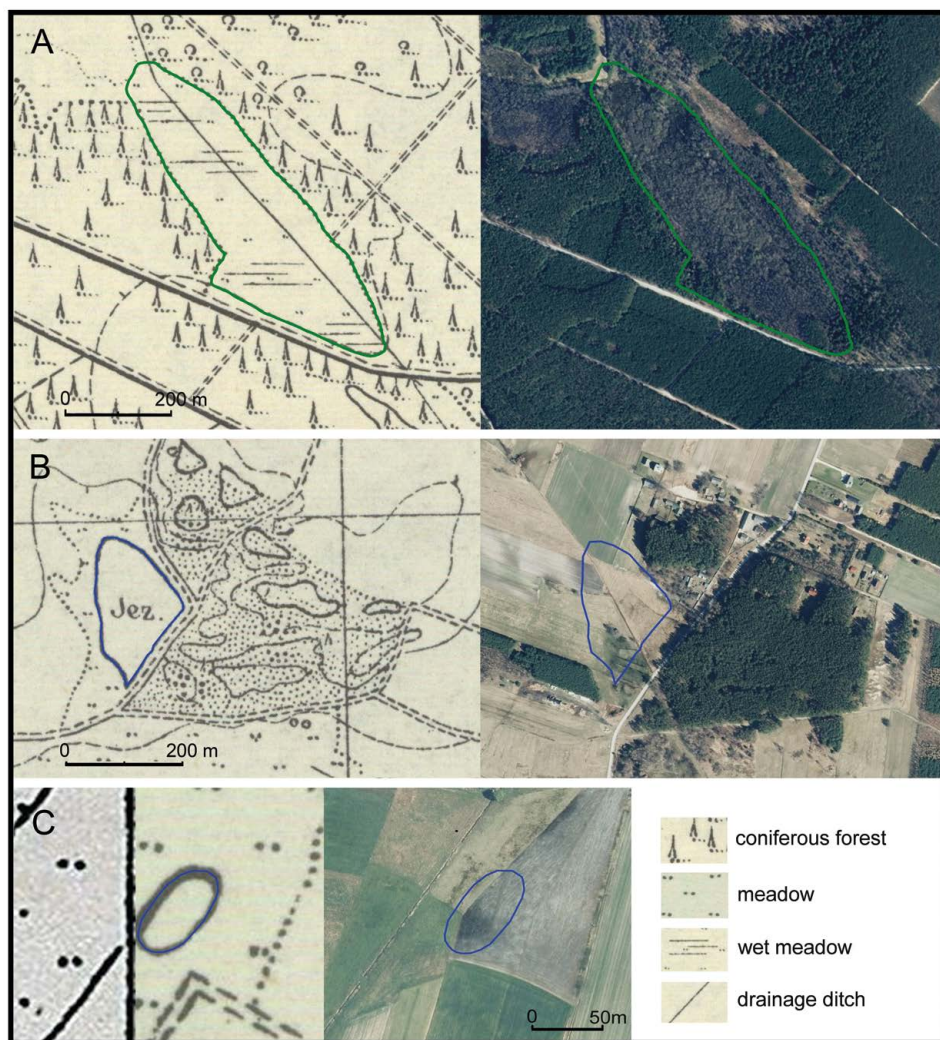 A
0 200 m
B
Jez
0 200 m
C
0 50m
coniferous forest
meadow
wet meadow
drainage ditch